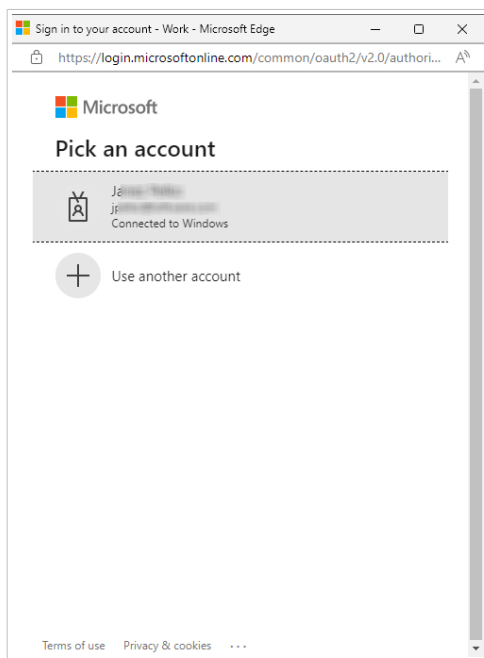 Sign in to your account - Work - Microsoft Edge
https://login.microsoftonline.com/common/oauth2/v2.0/authori...
Microsoft
Pick an account
Connected to Windows
Use another account
Terms of use Privacy & cookies ...